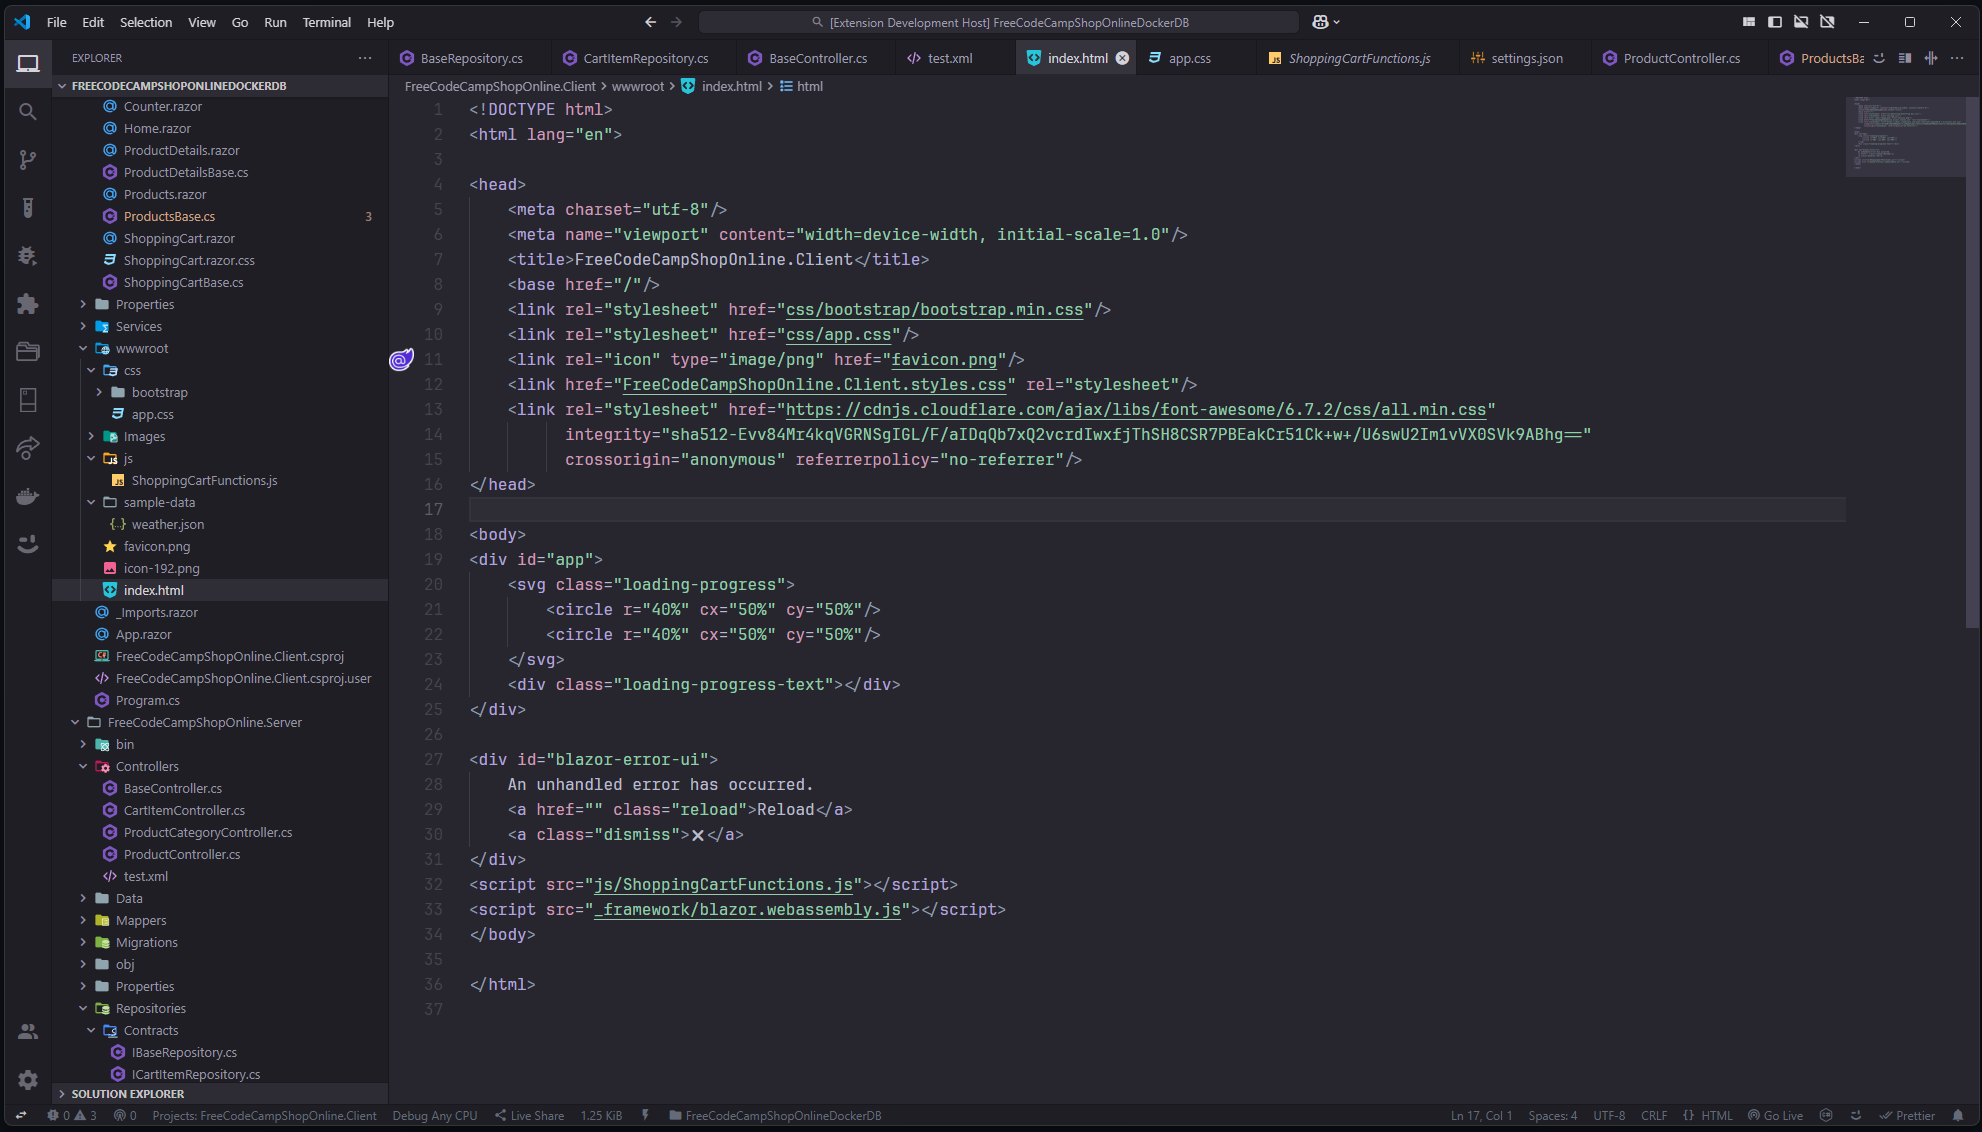 File Edit Selection View Go Run Terminal Help
[Extension Development Host] FreeCodeCampShopOnlineDockerDB
EXPLORER
BaseRepository.cs CartItemRepository.cs BaseController.cs test.xml index.html app.css ShoppingCartFunctions.js settings.json ProductController.cs ProductsBa
FREECODECAMPSHOPONLINEDOCKERDB
Counter.razor
Home.razor
ProductDetails.razor
ProductDetailsBase.cs
Products.razor
ProductsBase.cs 3
ShoppingCart.razor
ShoppingCart.razor.css
ShoppingCartBase.cs
Properties
Services
wwwroot
css
bootstrap
app.css
Images
js
ShoppingCartFunctions.js
sample-data
weather.json
favicon.png
icon-192.png
index.html
_Imports.razor
App.razor
FreeCodeCampShopOnline.Client.csproj
FreeCodeCampShopOnline.Client.csproj.user
Program.cs
FreeCodeCampShopOnline.Server
bin
Controllers
BaseController.cs
CartItemController.cs
ProductCategoryController.cs
ProductController.cs
test.xml
Data
Mappers
Migrations
obj
Properties
Repositories
Contracts
IBaseRepository.cs
ICartItemRepository.cs
SOLUTION EXPLORER
FreeCodeCampShopOnline.Client > wwwroot > index.html > html
1 <!DOCTYPE html>
2 <html lang="en">
3
4 <head>
5 <meta charset="utf-8"/>
6 <meta name="viewport" content="width=device-width, initial-scale=1.0"/>
7 <title>FreeCodeCampShopOnline.Client</title>
8 <base href="/"/>
9 <link rel="stylesheet" href="css/bootstrap/bootstrap.min.css"/>
10 <link rel="stylesheet" href="css/app.css"/>
11 <link rel="icon" type="image/png" href="favicon.png"/>
12 <link href="FreeCodeCampShopOnline.Client.styles.css" rel="stylesheet"/>
13 <link rel="stylesheet" href="https://cdnjs.cloudflare.com/ajax/libs/font-awesome/6.7.2/css/all.min.css"
14 integrity="sha512-Evv84Mr4kqVGRNSgIGL/F/aIDqQb7xQ2vcrdIwxfjThSH8CSR7PBEakCr51Ck+w+/U6swU2Im1vVX0SVk9ABhg=="
15 crossorigin="anonymous" referrerpolicy="no-referrer"/>
16 </head>
17
18 <body>
19 <div id="app">
20 <svg class="loading-progress">
21 <circle r="40%" cx="50%" cy="50%"/>
22 <circle r="40%" cx="50%" cy="50%"/>
23 </svg>
24 <div class="loading-progress-text"></div>
25 </div>
26
27 <div id="blazor-error-ui">
28 An unhandled error has occurred.
29 <a href="" class="reload">Reload</a>
30 <a class="dismiss">🗙</a>
31 </div>
32 <script src="js/ShoppingCartFunctions.js"></script>
33 <script src="_framework/blazor.webassembly.js"></script>
34 </body>
35
36 </html>
37
0 3 0 Projects: FreeCodeCampShopOnline.Client Debug Any CPU Live Share 1.25 KiB FreeCodeCampShopOnlineDockerDB Ln 17, Col 1 Spaces: 4 UTF-8 CRLF {} HTML Go Live Prettier